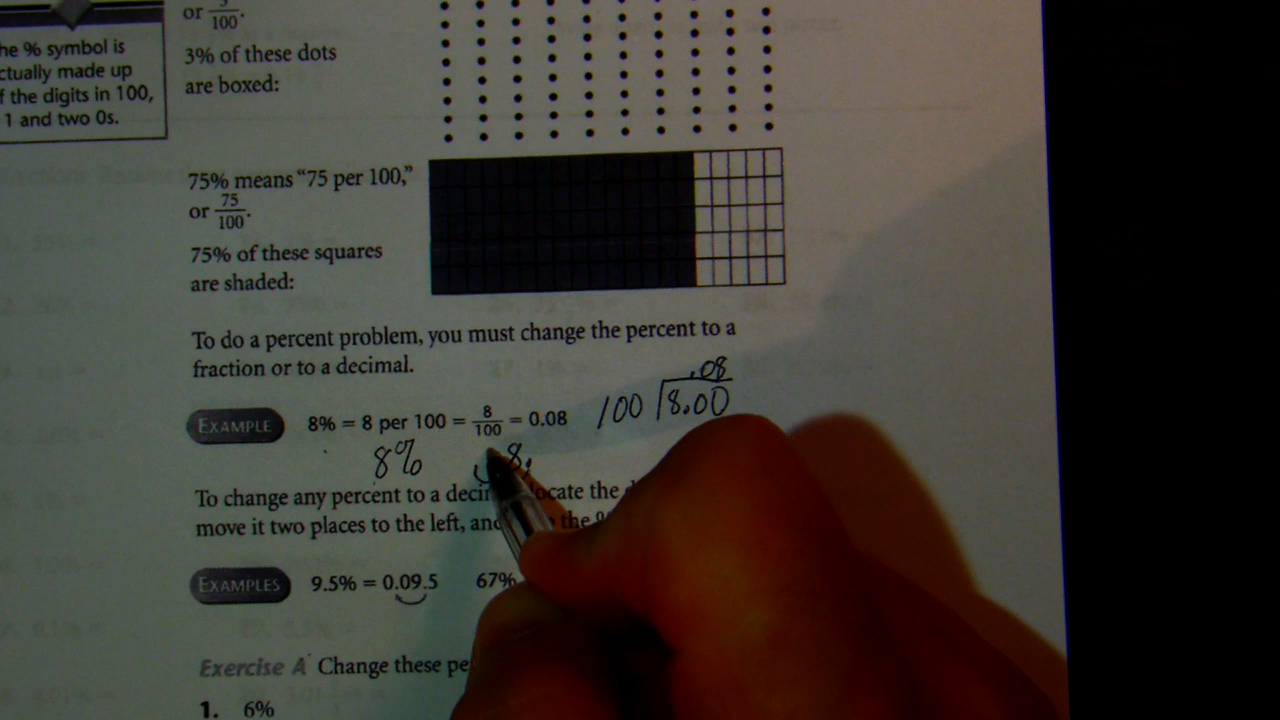 he % symbol is
ctually made up
f the digits in 100,
1 and two 0s.
or 3/100.
3% of these dots
are boxed:
75% means “75 per 100,”
or 75/100.
75% of these squares
are shaded:
To do a percent problem, you must change the percent to a
fraction or to a decimal.
.08
EXAMPLE 8% = 8 per 100 = 8/100 = 0.08 100 8.00
8% 8.
To change any percent to a locate the
move it two places to the left, the %
EXAMPLES 9.5% = 0.09.5 67%
Exercise A Change these
1. 6%